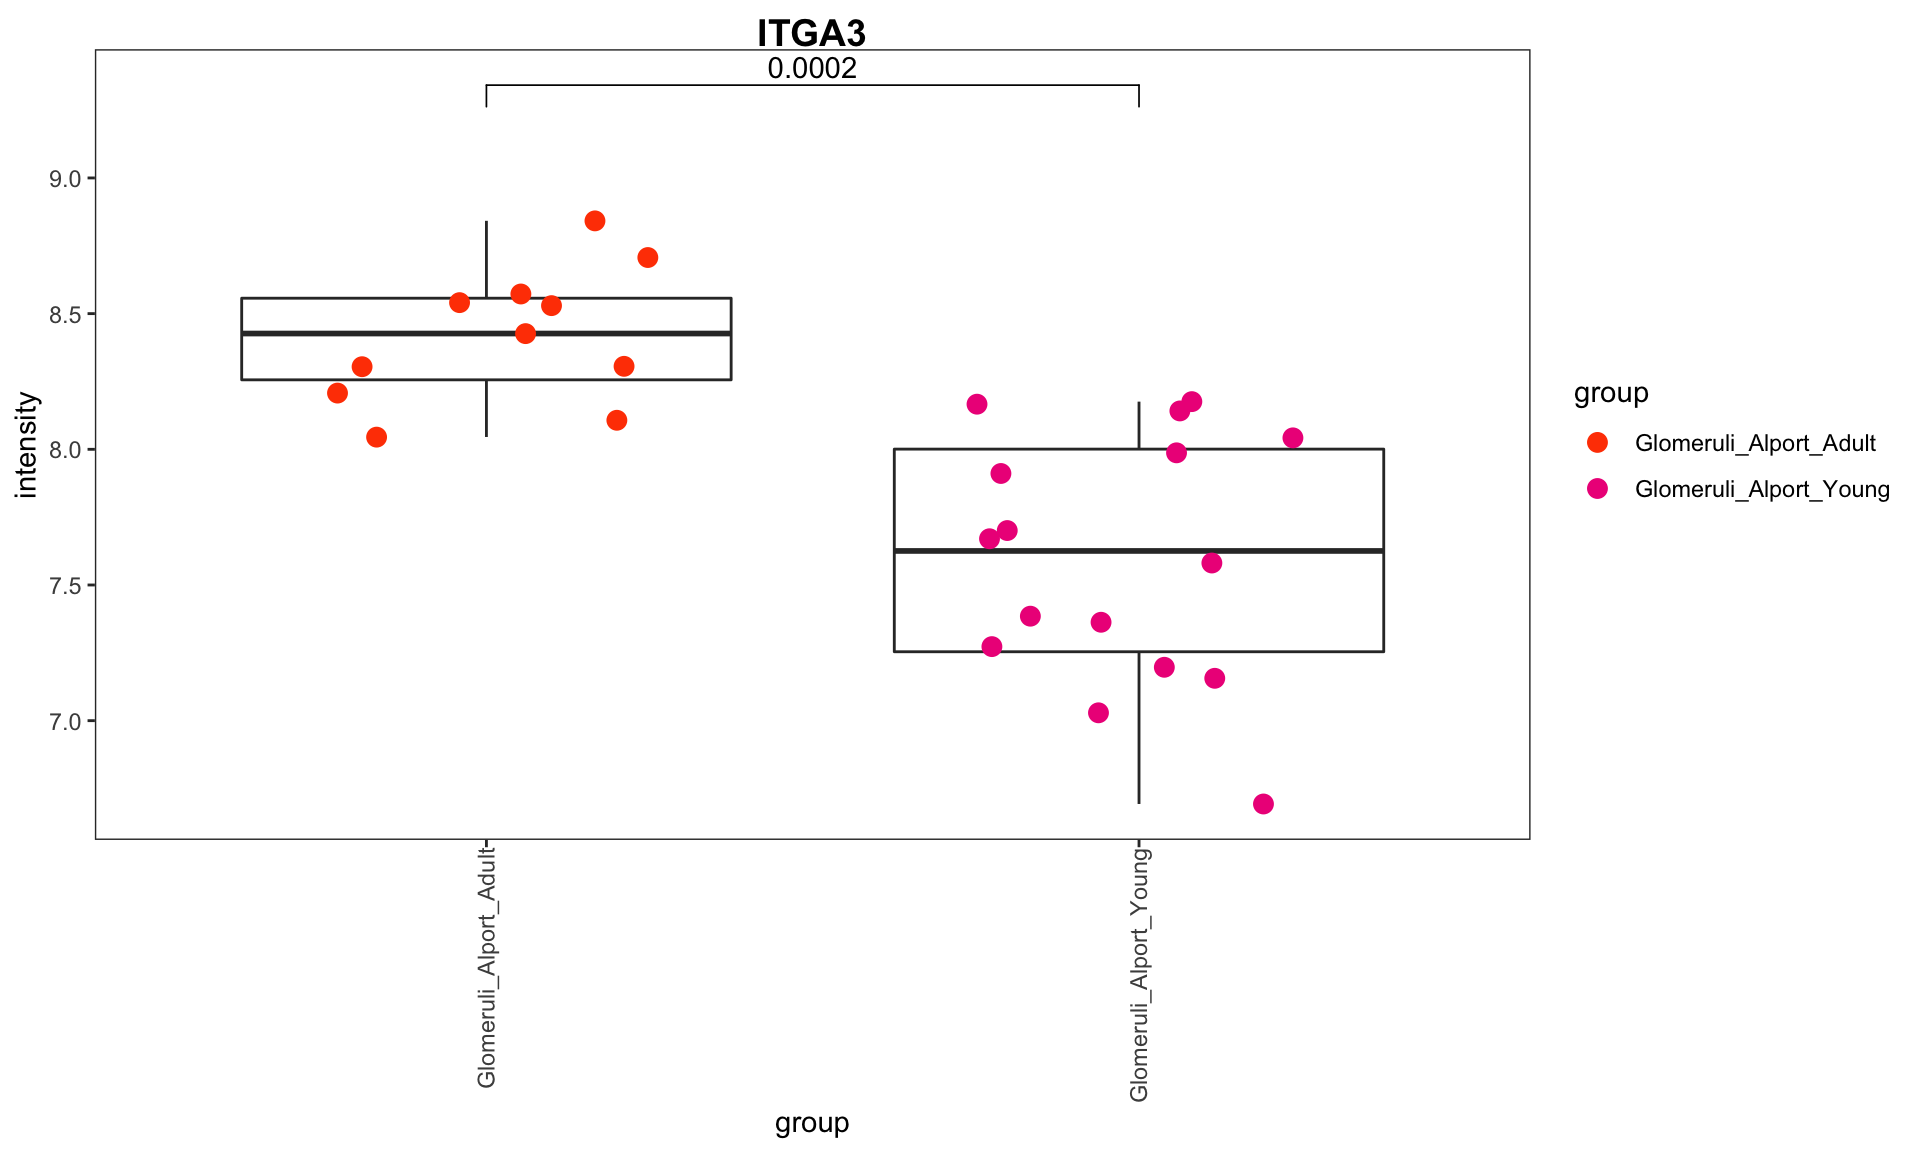 ITGA3
0.0002
9.0
8.5
8.0
7.5
7.0
intensity
Glomeruli_Alport_Adult
Glomeruli_Alport_Young
group
group
Glomeruli_Alport_Adult
Glomeruli_Alport_Young